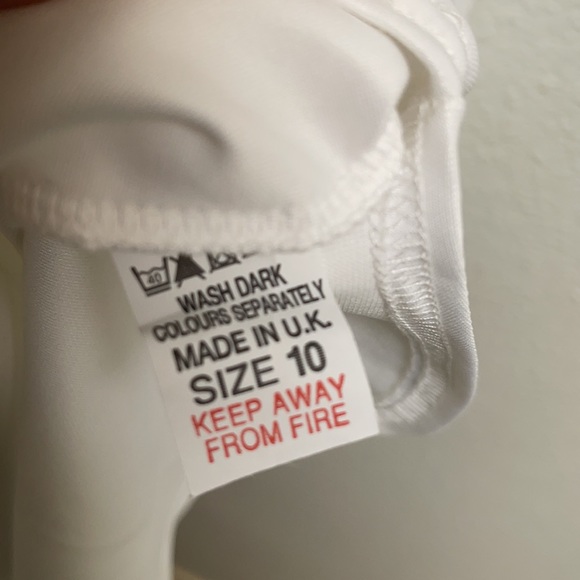 40
WASH DARK
COLOURS SEPARATELY
MADE IN U.K.
SIZE 10
KEEP AWAY
FROM FIRE